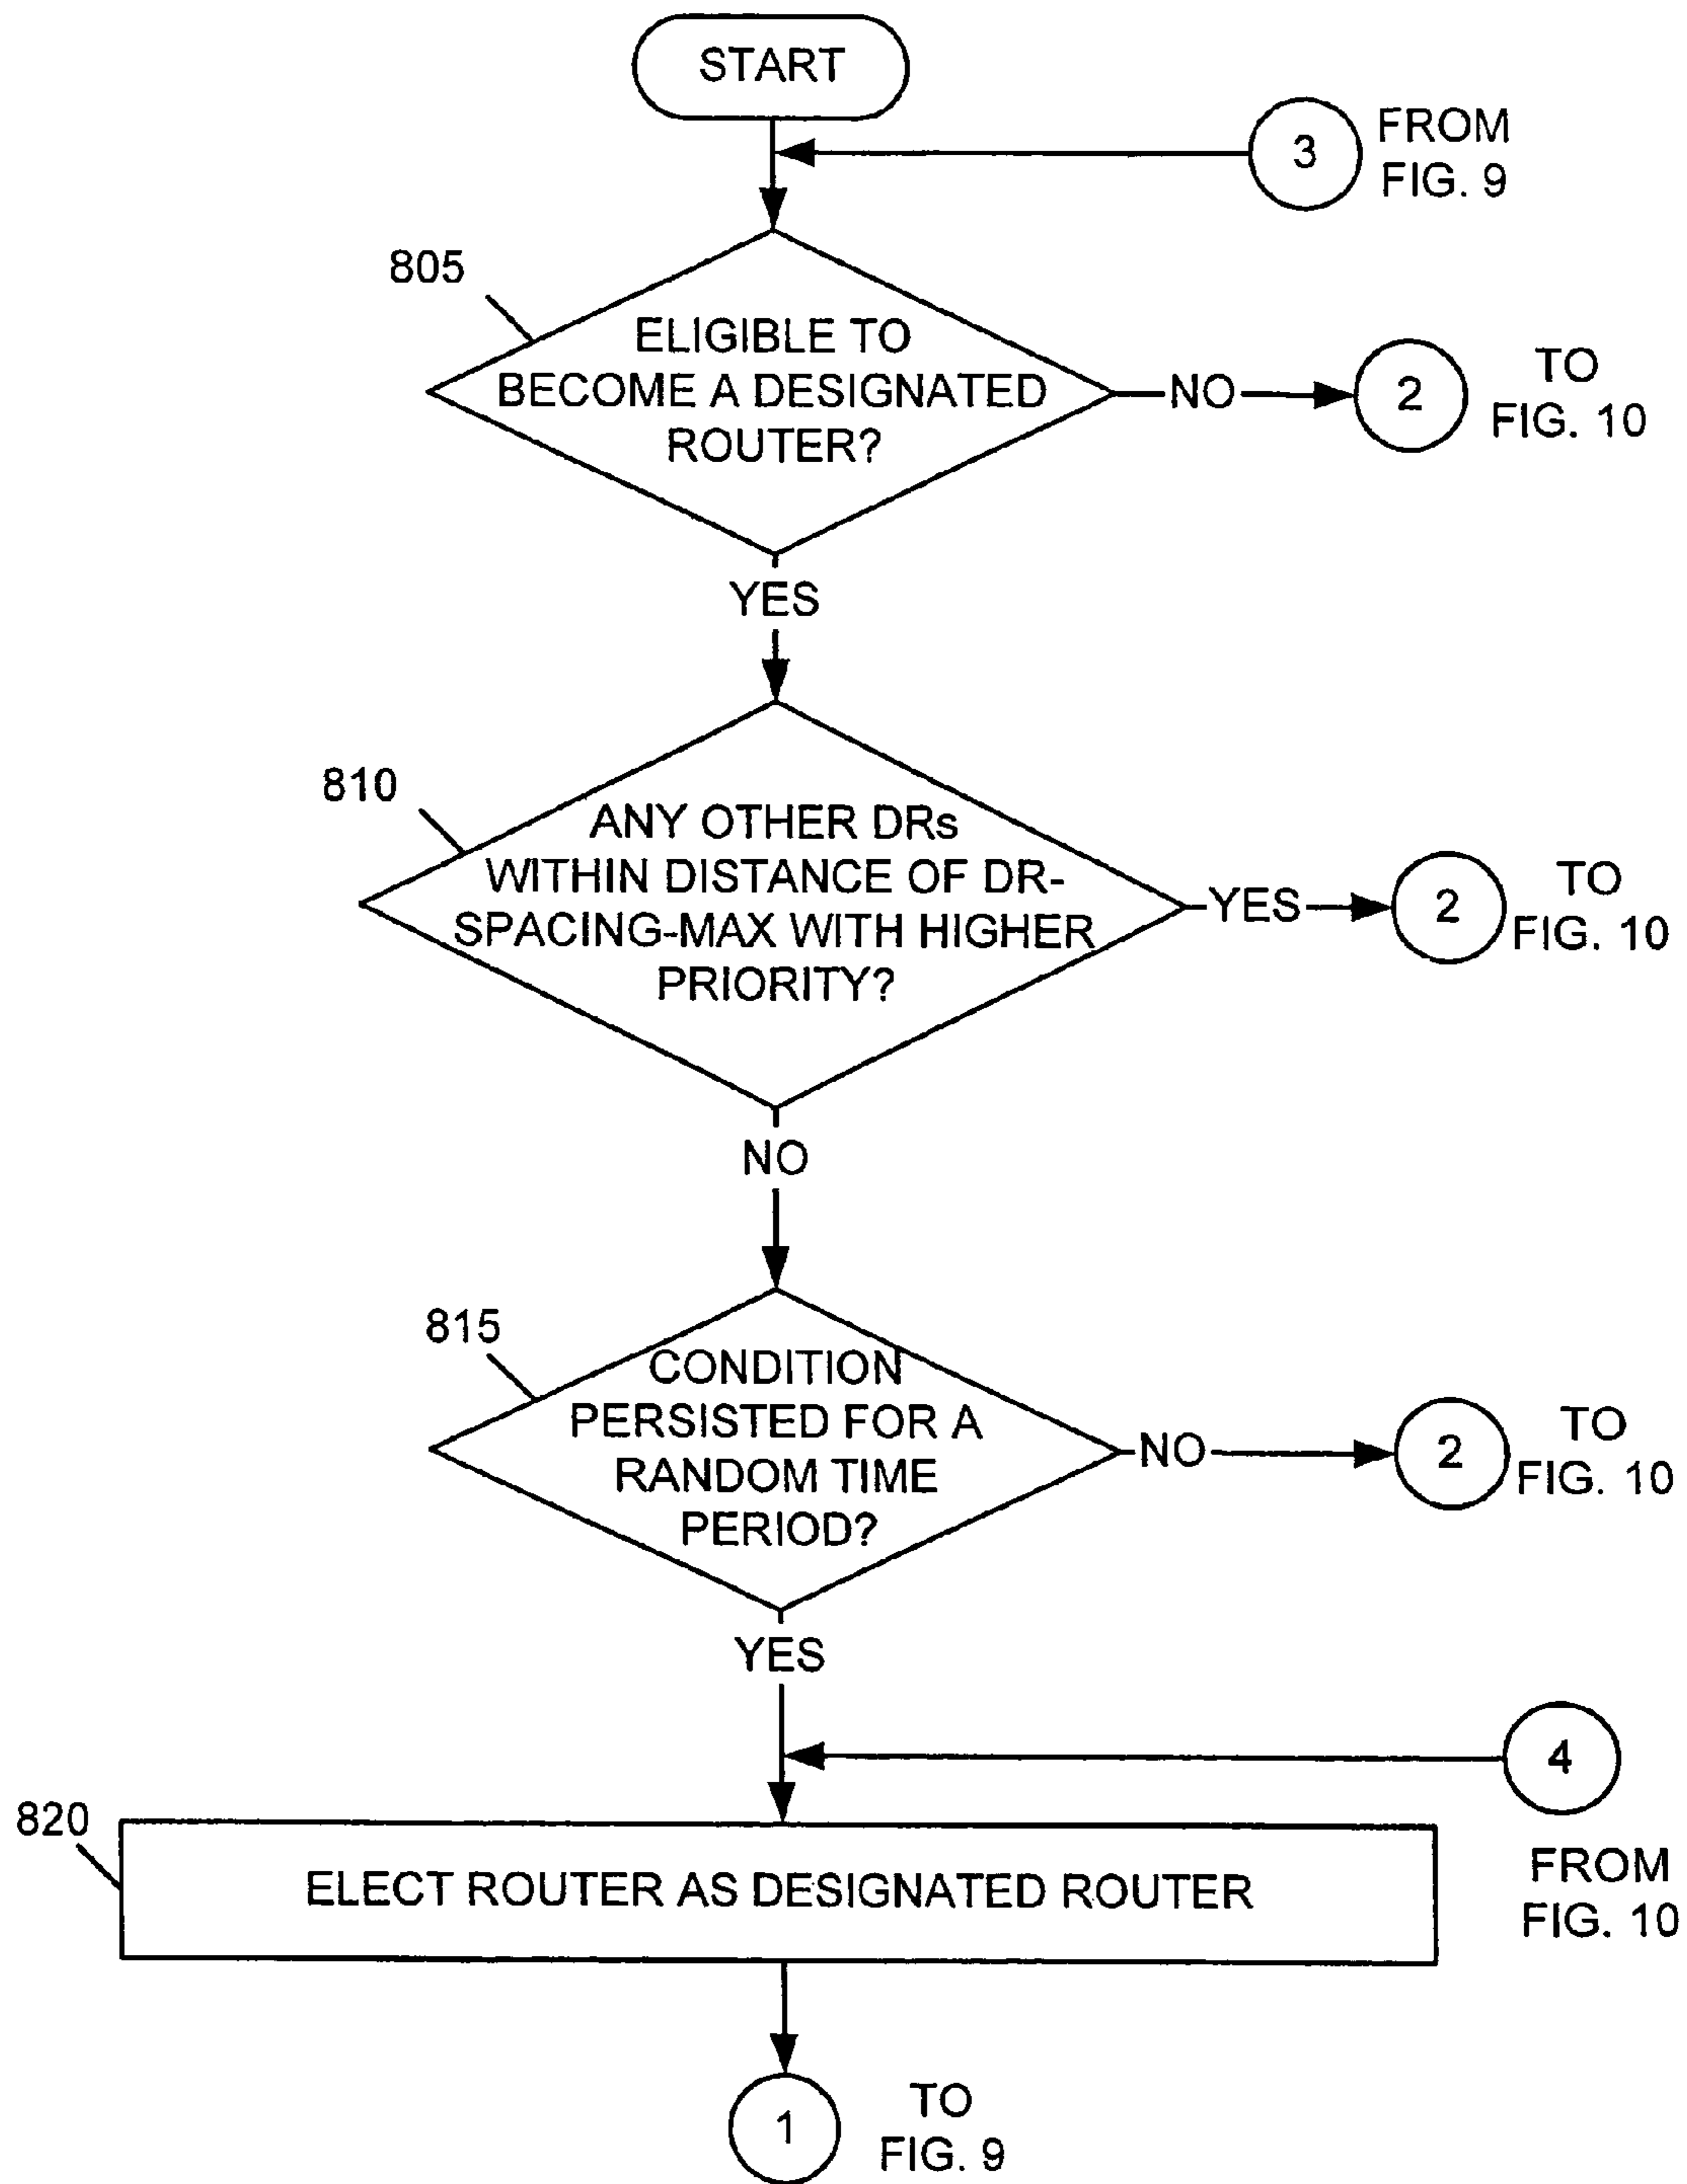 START
3
FROM
FIG. 9
805
ELIGIBLE TO
BECOME A DESIGNATED
ROUTER?
NO
2
TO
FIG. 10
YES
810
ANY OTHER DRs
WITHIN DISTANCE OF DR-
SPACING-MAX WITH HIGHER
PRIORITY?
YES
2
TO
FIG. 10
NO
815
CONDITION
PERSISTED FOR A
RANDOM TIME
PERIOD?
NO
2
TO
FIG. 10
YES
4
FROM
FIG. 10
820
ELECT ROUTER AS DESIGNATED ROUTER
1
TO
FIG. 9